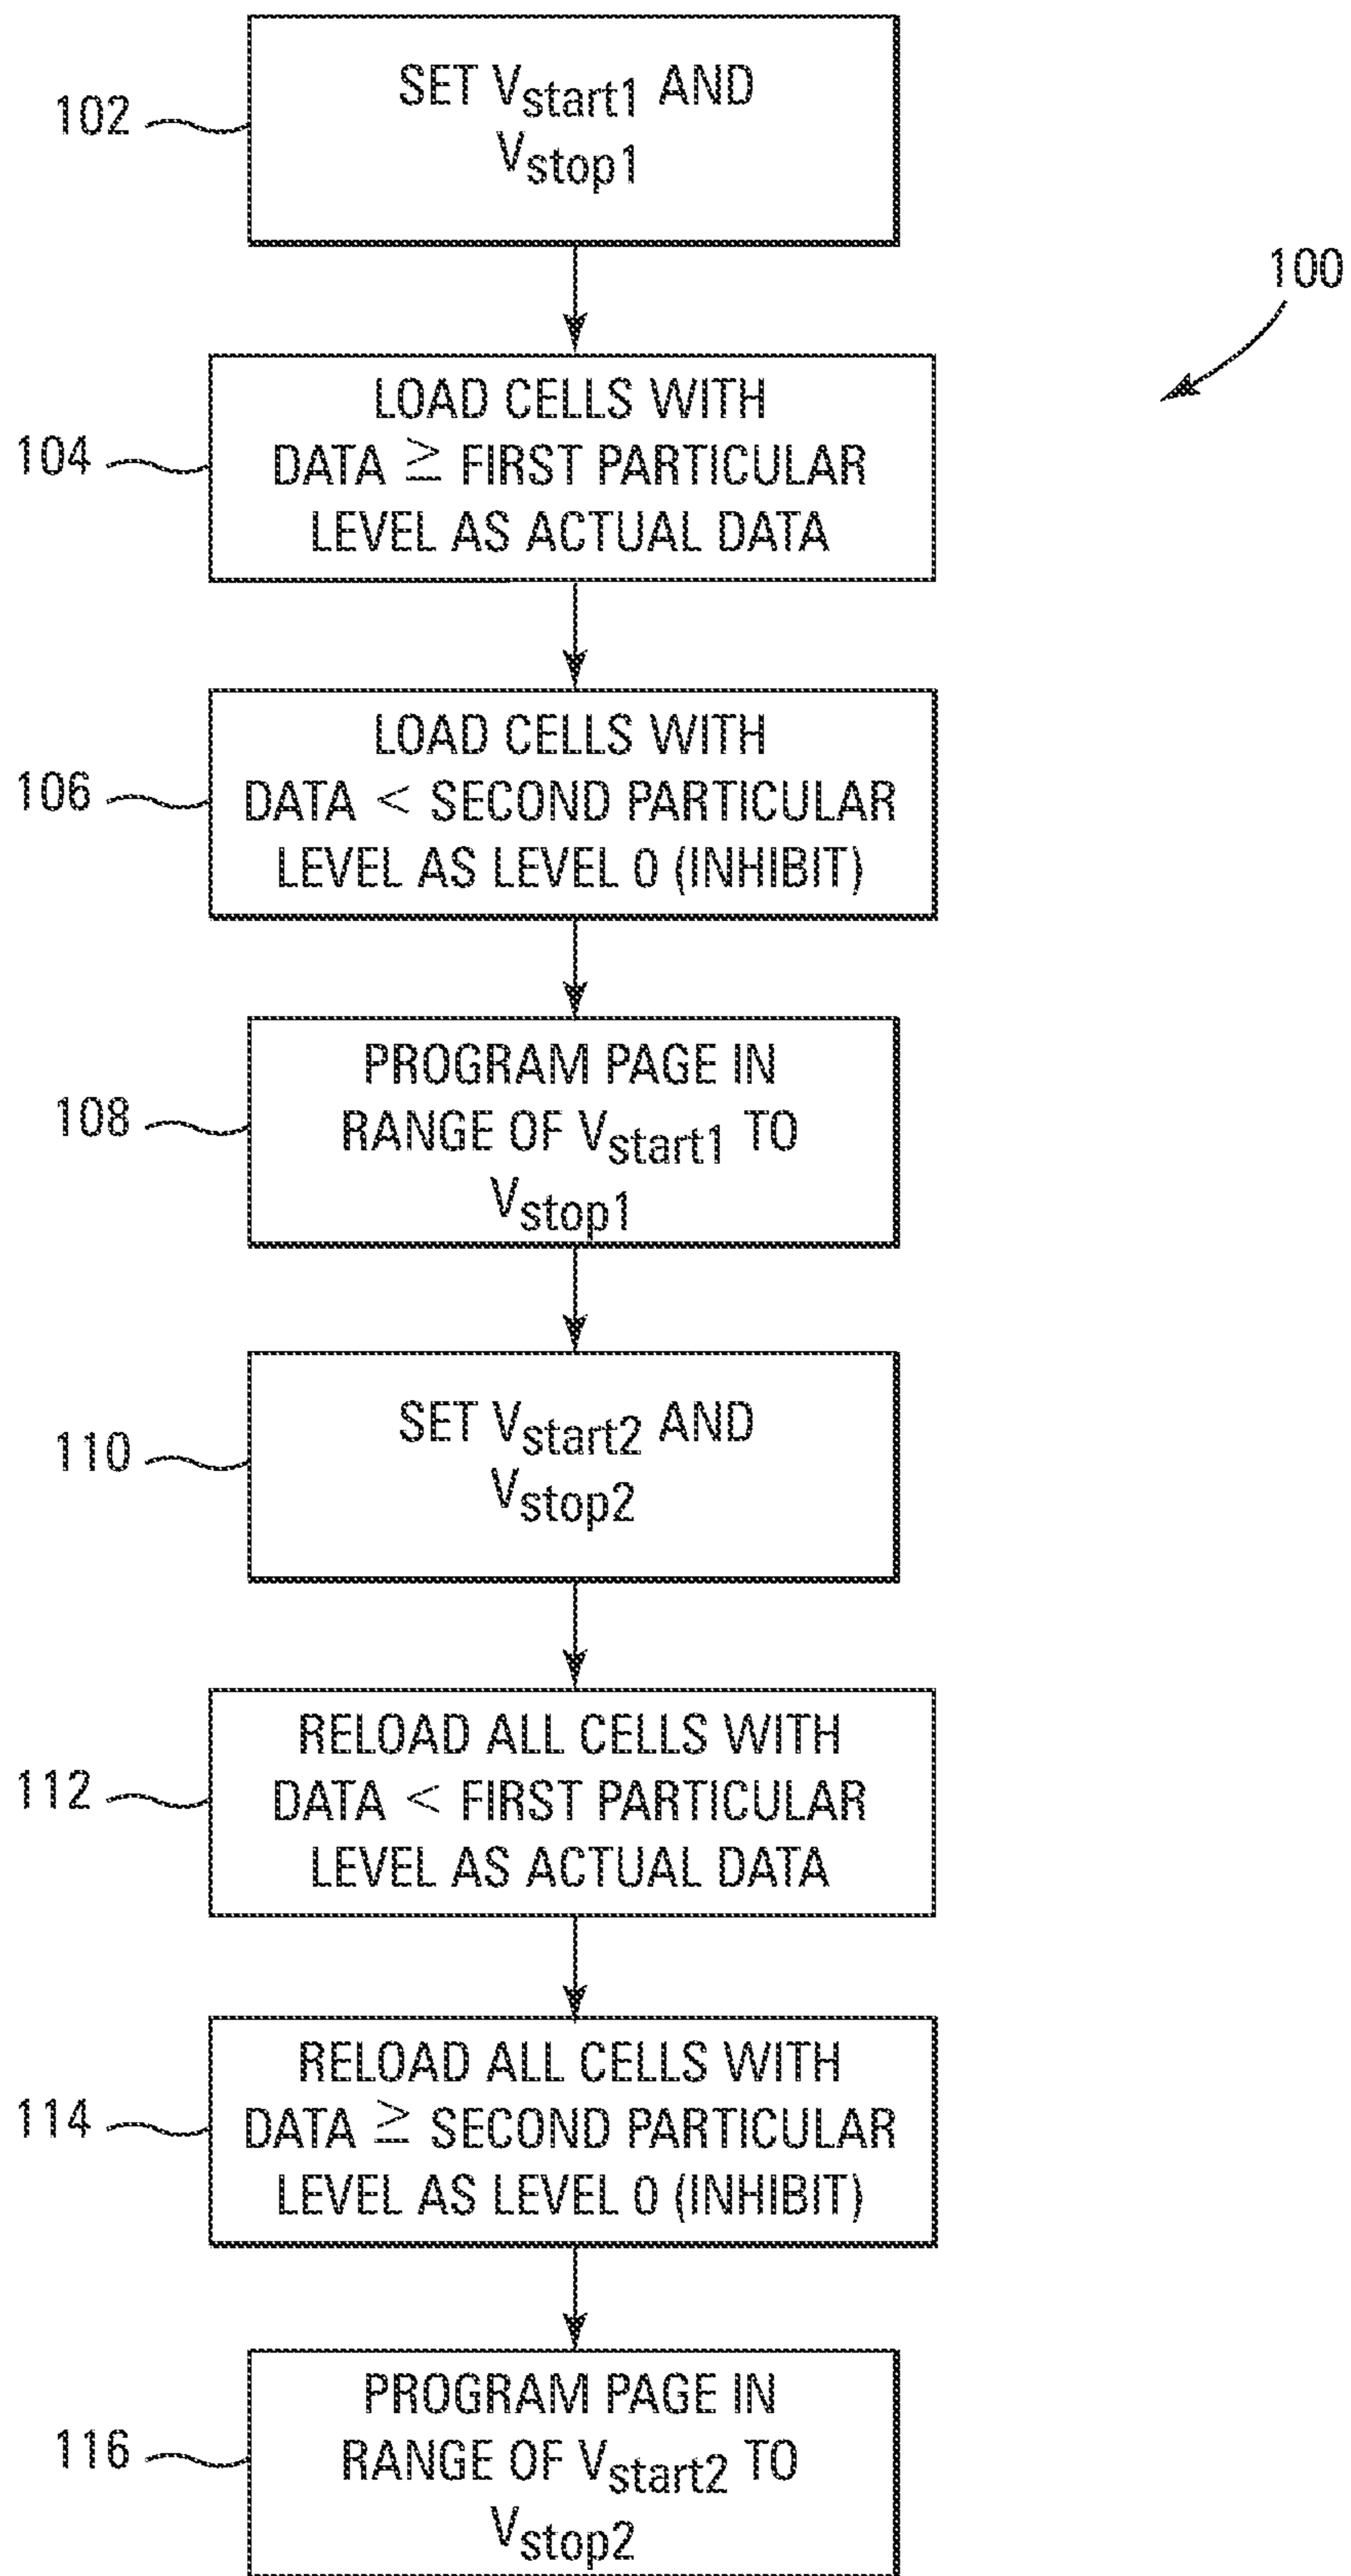 102
SET Vstart1 AND
Vstop1
100
104
LOAD CELLS WITH
DATA ≧ FIRST PARTICULAR
LEVEL AS ACTUAL DATA
106
LOAD CELLS WITH
DATA < SECOND PARTICULAR
LEVEL AS LEVEL 0 (INHIBIT)
108
PROGRAM PAGE IN
RANGE OF Vstart1 TO
Vstop1
110
SET Vstart2 AND
Vstop2
112
RELOAD ALL CELLS WITH
DATA < FIRST PARTICULAR
LEVEL AS ACTUAL DATA
114
RELOAD ALL CELLS WITH
DATA ≧ SECOND PARTICULAR
LEVEL AS LEVEL 0 (INHIBIT)
116
PROGRAM PAGE IN
RANGE OF Vstart2 TO
Vstop2